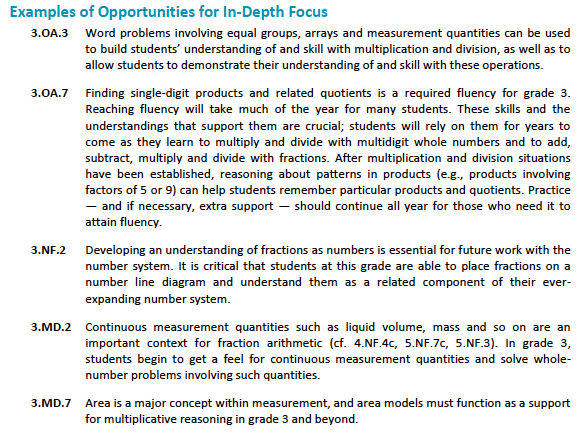 Examples of Opportunities for In-Depth Focus
3.OA.3 Word problems involving equal groups, arrays and measurement quantities can be used
to build students' understanding of and skill with multiplication and division, as well as to
allow students to demonstrate their understanding of and skill with these operations.
3.OA.7 Finding single-digit products and related quotients is a required fluency for grade 3.
Reaching fluency will take much of the year for many students. These skills and the
understandings that support them are crucial; students will rely on them for years to
come as they learn to multiply and divide with multidigit whole numbers and to add,
subtract, multiply and divide with fractions. After multiplication and division situations
have been established, reasoning about patterns in products (e.g., products involving
factors of 5 or 9) can help students remember particular products and quotients. Practice
— and if necessary, extra support — should continue all year for those who need it to
attain fluency.
3.NF.2 Developing an understanding of fractions as numbers is essential for future work with the
number system. It is critical that students at this grade are able to place fractions on a
number line diagram and understand them as a related component of their ever-
expanding number system.
3.MD.2 Continuous measurement quantities such as liquid volume, mass and so on are an
important context for fraction arithmetic (cf. 4.NF.4c, 5.NF.7c, 5.NF.3). In grade 3,
students begin to get a feel for continuous measurement quantities and solve whole-
number problems involving such quantities.
3.MD.7 Area is a major concept within measurement, and area models must function as a support
for multiplicative reasoning in grade 3 and beyond.